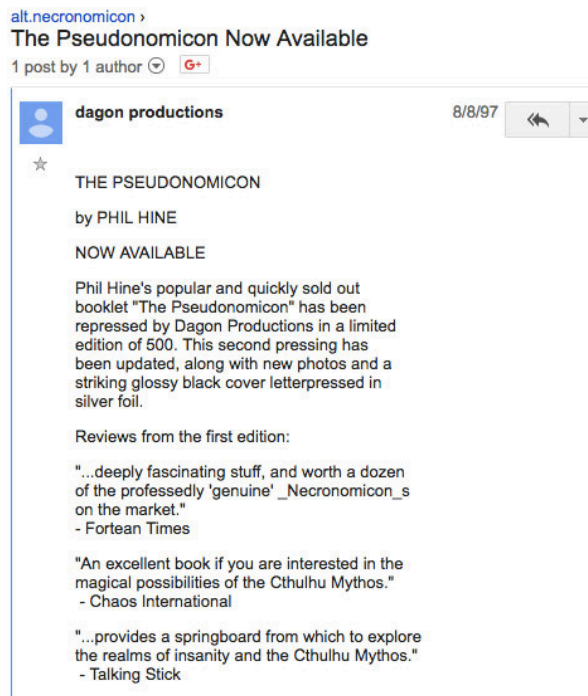 alt.necronomicon ›
The Pseudonomicon Now Available
1 post by 1 author G+
dagon productions 8/8/97
THE PSEUDONOMICON
by PHIL HINE
NOW AVAILABLE
Phil Hine's popular and quickly sold out
booklet "The Pseudonomicon" has been
repressed by Dagon Productions in a limited
edition of 500. This second pressing has
been updated, along with new photos and a
striking glossy black cover letterpressed in
silver foil.
Reviews from the first edition:
"...deeply fascinating stuff, and worth a dozen
of the professedly 'genuine' _Necronomicon_s
on the market."
- Fortean Times
"An excellent book if you are interested in the
magical possibilities of the Cthulhu Mythos."
- Chaos International
"...provides a springboard from which to explore
the realms of insanity and the Cthulhu Mythos."
- Talking Stick